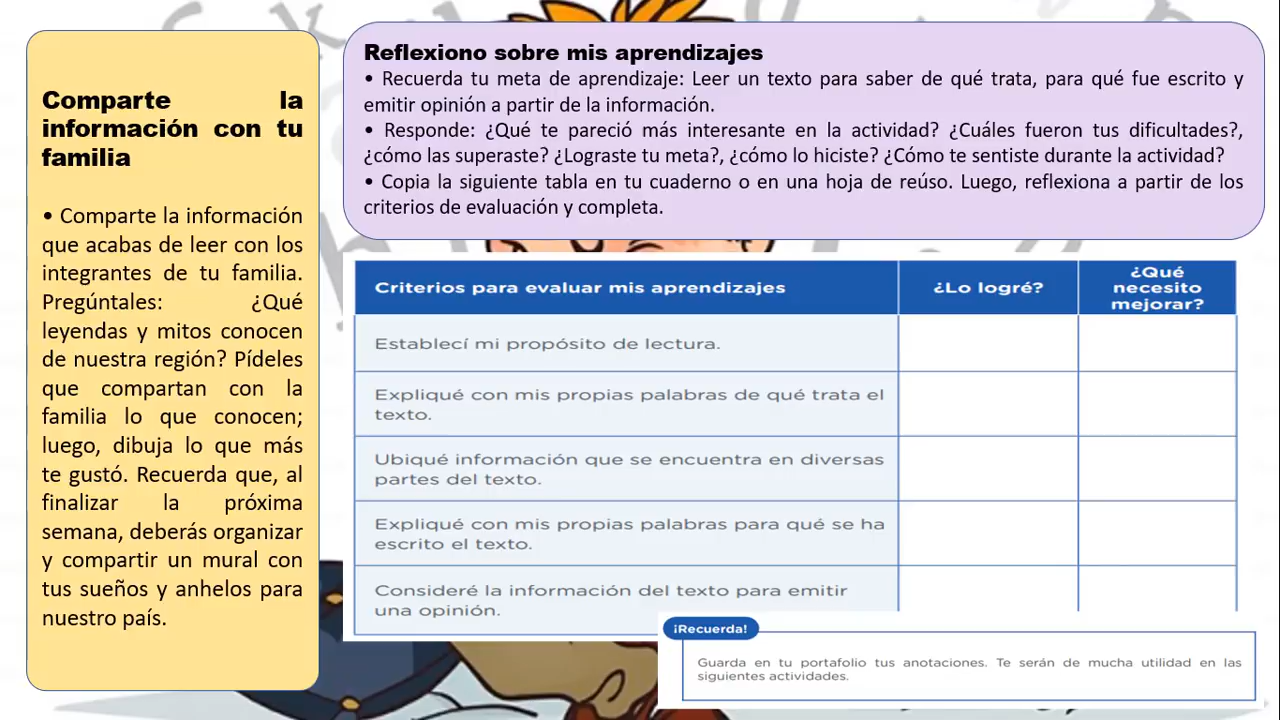 Comparte la
información con tu
familia
• Comparte la información
que acabas de leer con los
integrantes de tu familia.
Pregúntales: ¿Qué
leyendas y mitos conocen
de nuestra región? Pídeles
que compartan con la
familia lo que conocen;
luego, dibuja lo que más
te gustó. Recuerda que, al
finalizar la próxima
semana, deberás organizar
y compartir un mural con
tus sueños y anhelos para
nuestro país.
Reflexiono sobre mis aprendizajes
• Recuerda tu meta de aprendizaje: Leer un texto para saber de qué trata, para qué fue escrito y
emitir opinión a partir de la información.
• Responde: ¿Qué te pareció más interesante en la actividad? ¿Cuáles fueron tus dificultades?,
¿cómo las superaste? ¿Lograste tu meta?, ¿cómo lo hiciste? ¿Cómo te sentiste durante la actividad?
• Copia la siguiente tabla en tu cuaderno o en una hoja de reúso. Luego, reflexiona a partir de los
criterios de evaluación y completa.
Criterios para evaluar mis aprendizajes
¿Lo logré?
¿Qué
necesito
mejorar?
Establecí mi propósito de lectura.
Expliqué con mis propias palabras de qué trata el
texto.
Ubiqué información que se encuentra en diversas
partes del texto.
Expliqué con mis propias palabras para qué se ha
escrito el texto.
Consideré la información del texto para emitir
una opinión.
¡Recuerda!
Guarda en tu portafolio tus anotaciones. Te serán de mucha utilidad en las
siguientes actividades.